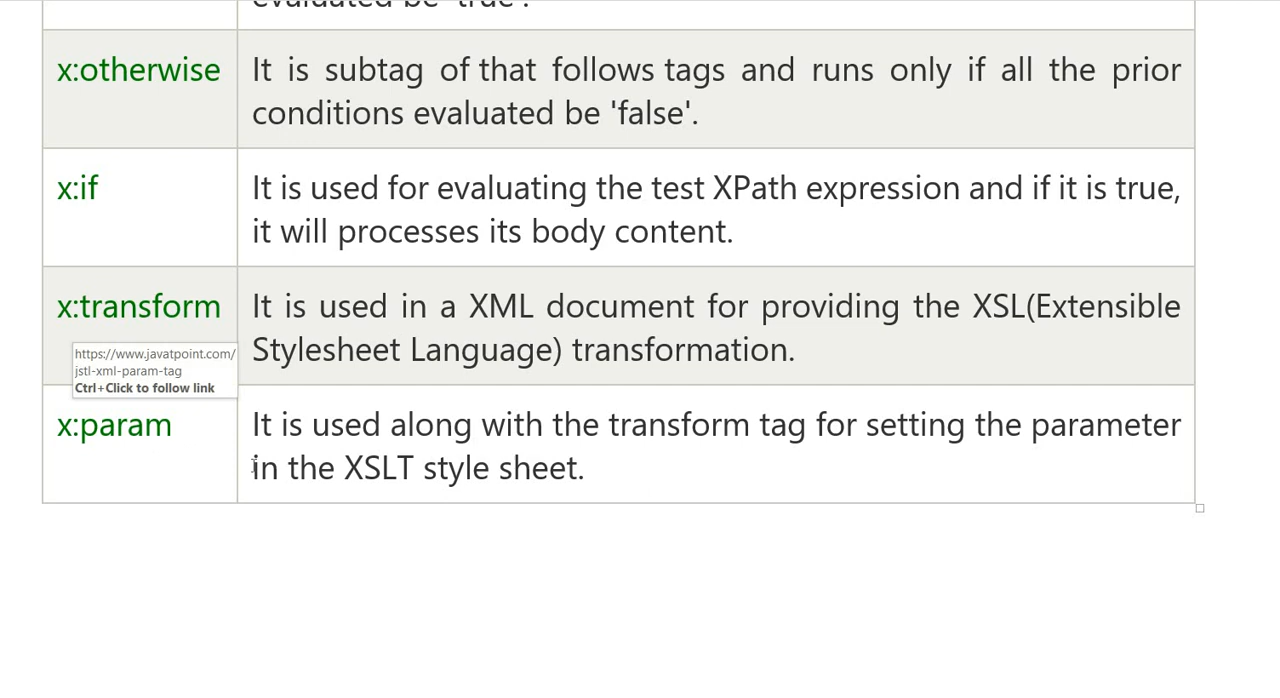 evaluated be 'true'.
x:otherwise It is subtag of that follows tags and runs only if all the prior
conditions evaluated be 'false'.
x:if It is used for evaluating the test XPath expression and if it is true,
it will processes its body content.
x:transform It is used in a XML document for providing the XSL(Extensible
Stylesheet Language) transformation.
https://www.javatpoint.com/
jstl-xml-param-tag
Ctrl+Click to follow link
x:param It is used along with the transform tag for setting the parameter
in the XSLT style sheet.